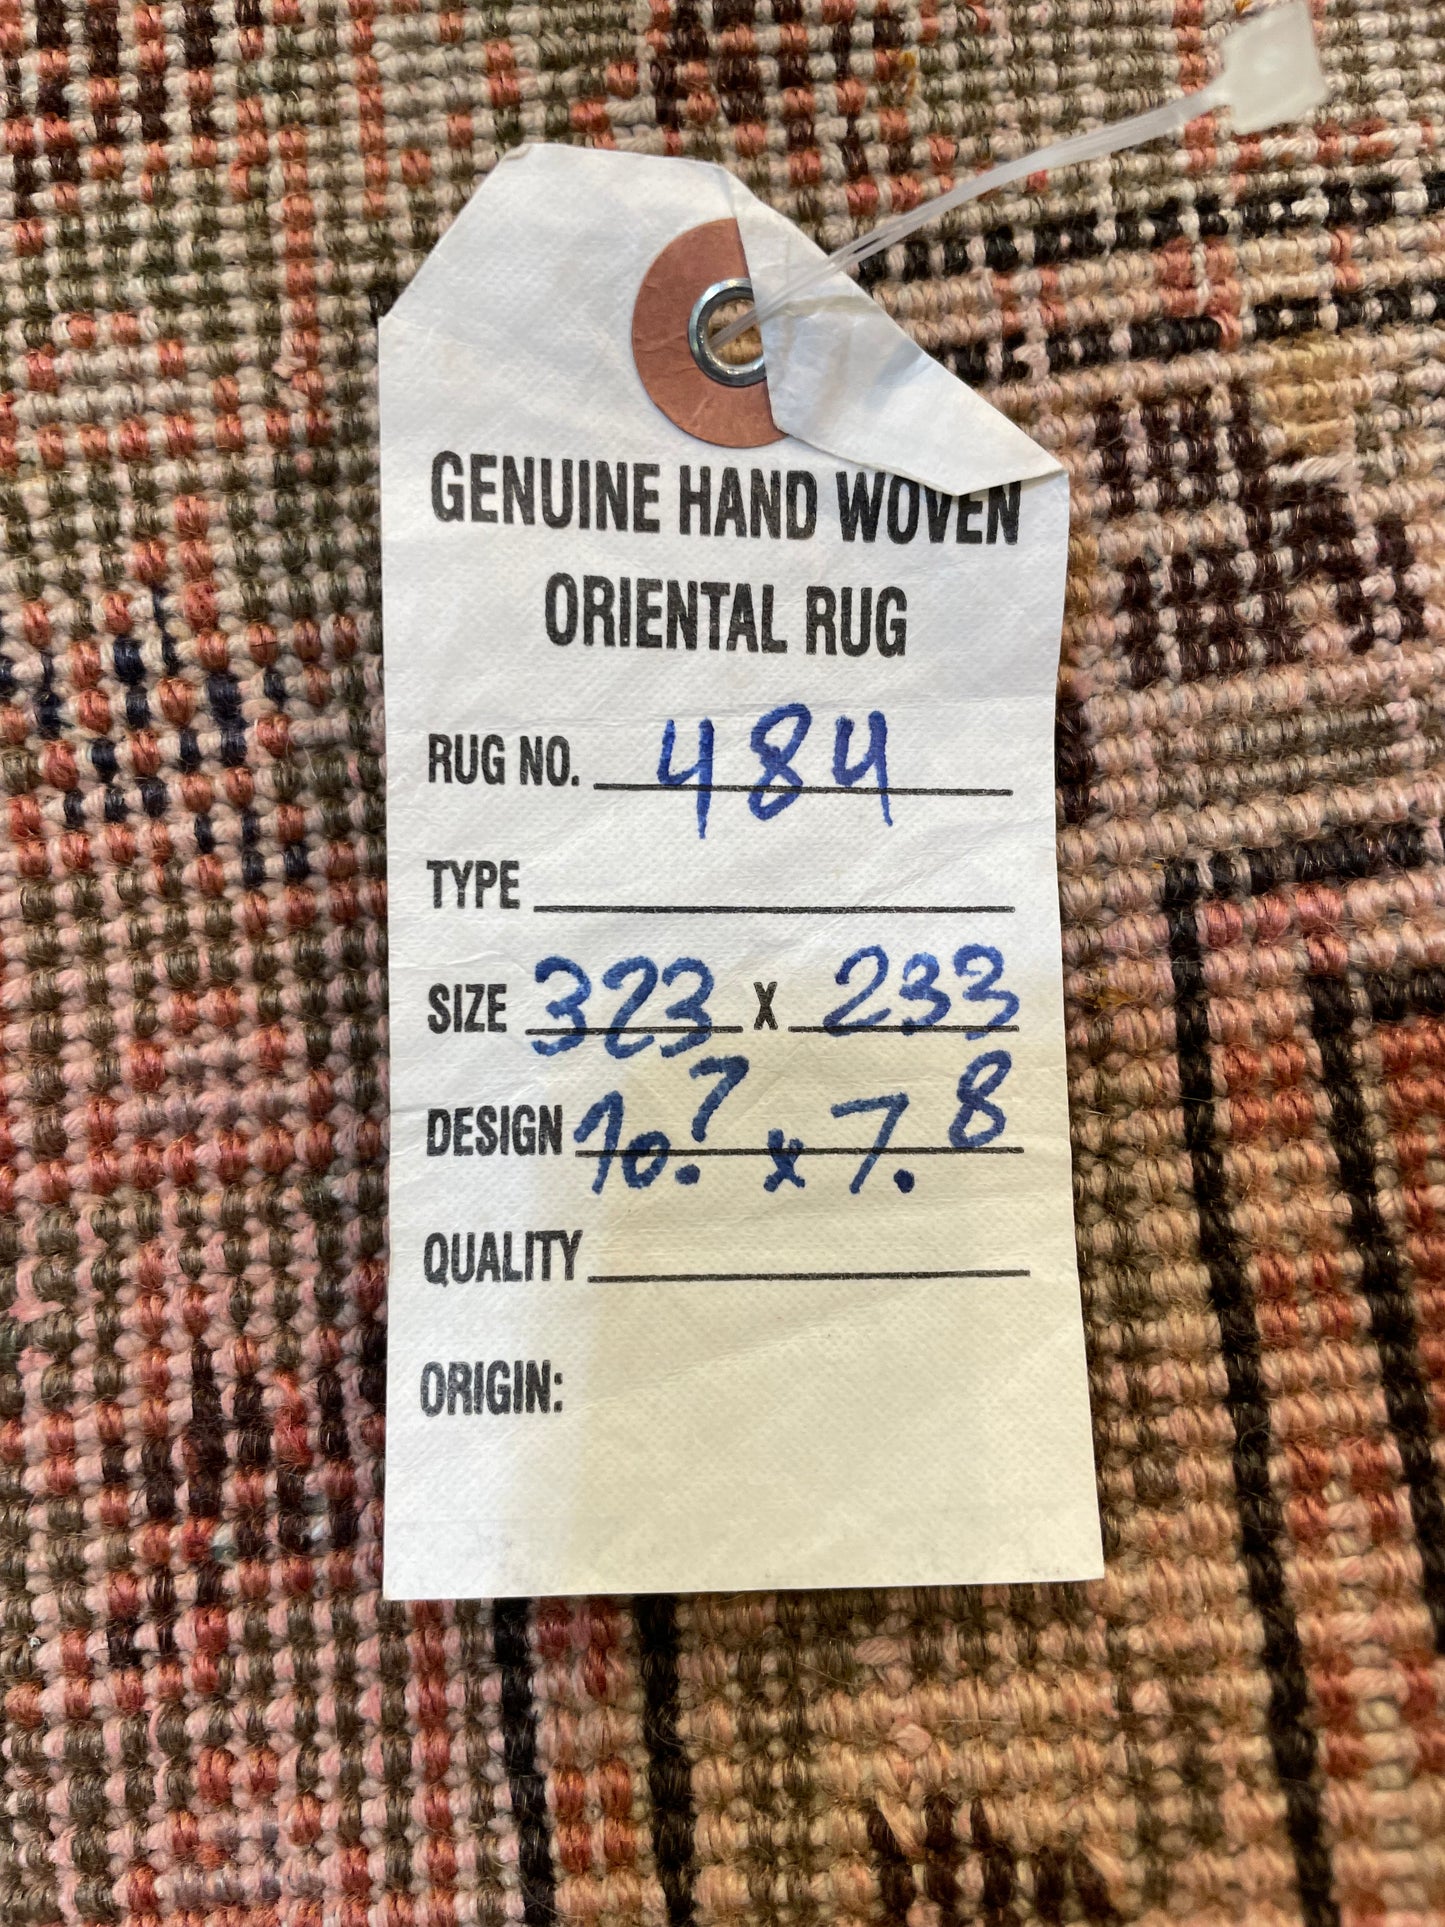 GENUINE HAND WOVEN
ORIENTAL RUG
RUG NO. 484
TYPE
SIZE 323 X 233
DESIGN 10.7 x 7.8
QUALITY
ORIGIN: